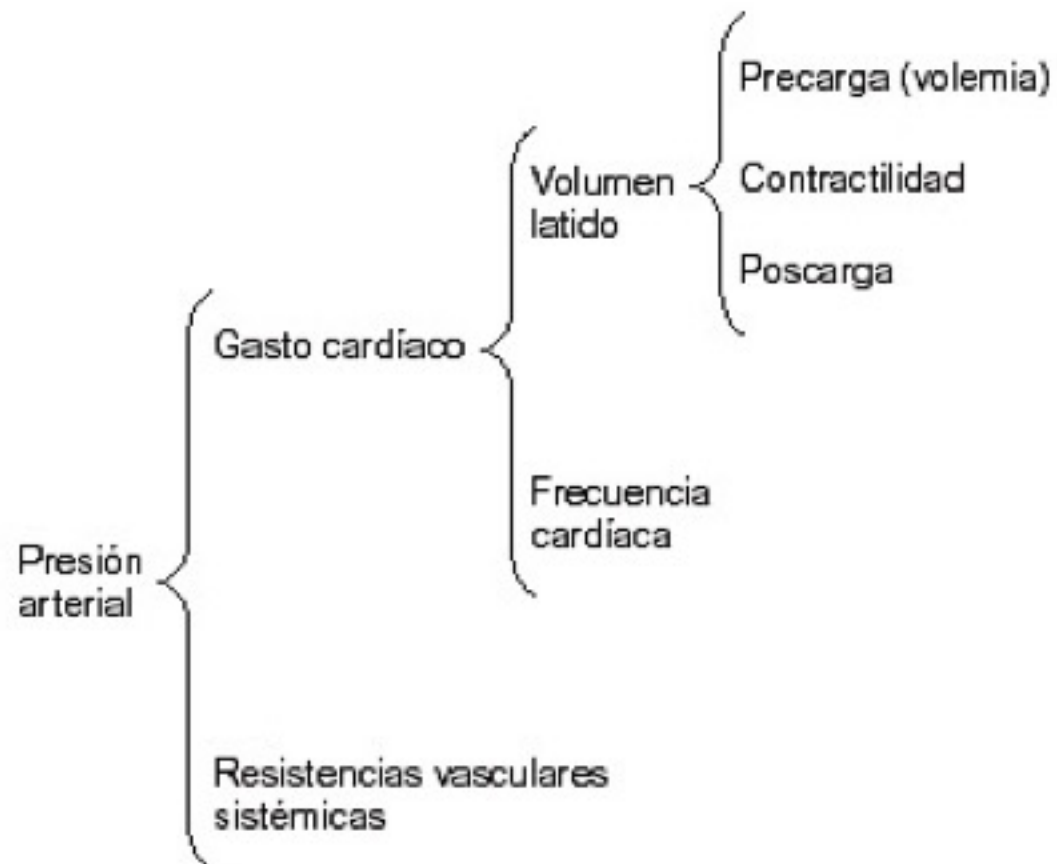 Precarga (volemia)
Volumen
latido
Contractilidad
Poscarga
Gasto cardíaco
Frecuencia
cardíaca
Presión
arterial
Resistencias vasculares
sistémicas